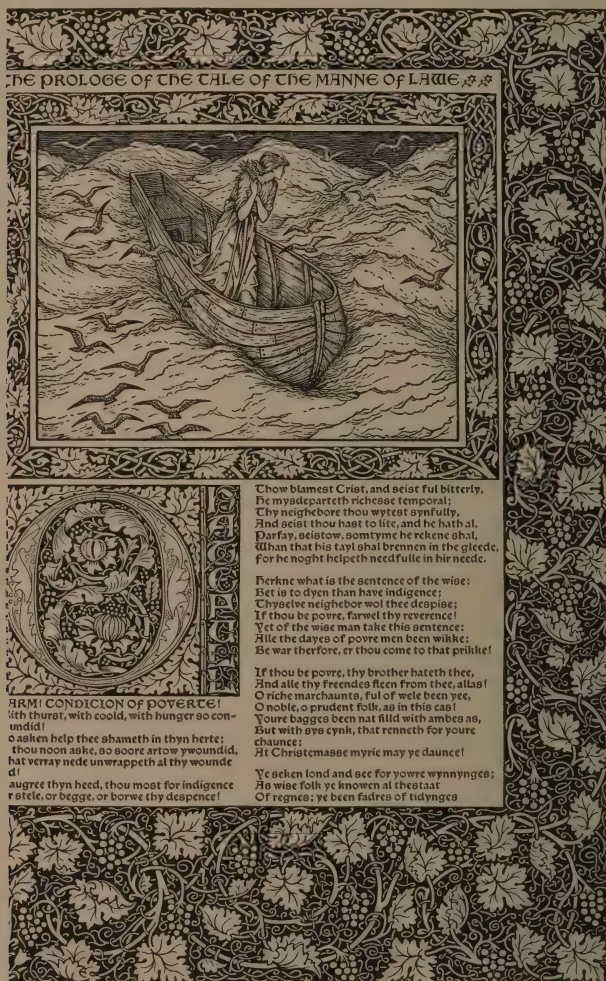 THE PROLOGE OF THE TALE OF THE MANNE OF LAWE
O
ARM! CONDICION OF POVERTE!
ith thurst, with coold, with hunger so con-
undid!
o asken help thee shameth in thyn herte;
thou noon aske, so soore artow ywoundid,
hat verray nede unwrappeth al thy wounde
d!
augree thyn heed, thou most for indigence
r stele, or begge, or borwe thy despence!
Thow blamest Crist, and seist ful bitterly,
He mysdeparteth richesse temporal;
Thy neighebore thou wytest synfully,
And seist thou hast to lite, and he hath al.
Parfay, seistow, somtyme he rekene shal,
Whan that his tayl shal brennen in the gleede,
For he noght helpeth needfulle in hir neede.
Herkne what is the sentence of the wise:
Bet is to dyen than have indigence;
Thyselve neighebor wol thee despise;
If thou be povre, farwel thy reverence!
Yet of the wise man take this sentence:
Alle the dayes of povre men been wikke;
Be war therfore, er thou come to that prikke!
If thou be povre, thy brother hateth thee,
And alle thy freendes fleen from thee, allas!
O riche marchaunts, ful of wele been yee,
O noble, o prudent folk, as in this cas!
Youre bagges been nat filld with ambes as,
But with sys cynk, that renneth for youre
chaunce;
At Christemasse myrie may ye daunce!
Ye seken lond and see for yowre wynnynges;
As wise folk ye knowen al thestaat
Of regnes; ye been fadres of tidynges